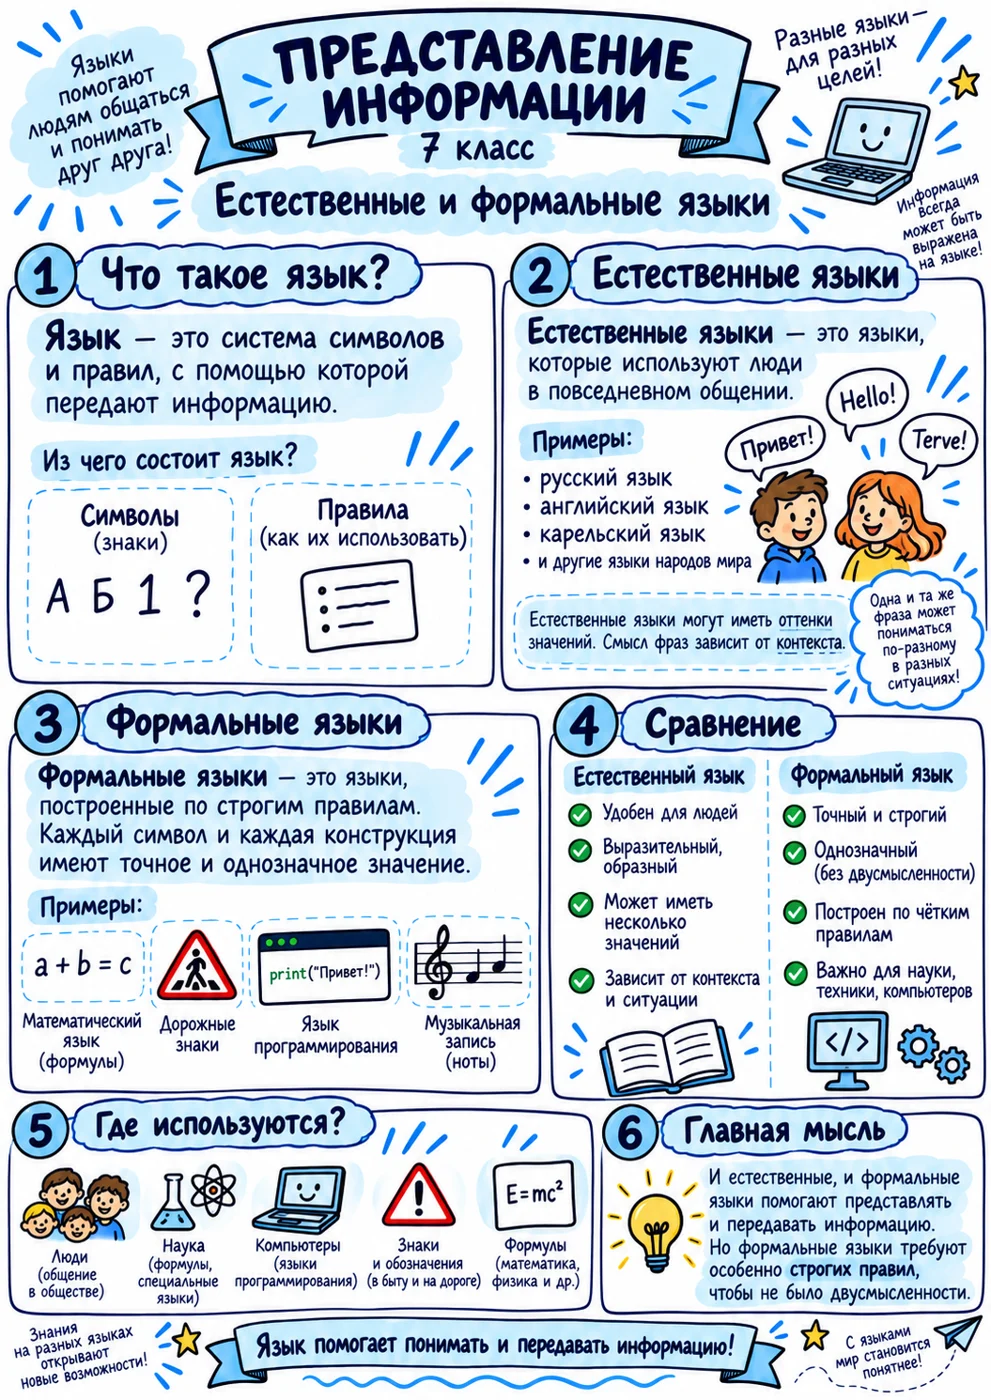 Языки
помогают
людям общаться
и понимать
друг друга!
ПРЕДСТАВЛЕНИЕ
ИНФОРМАЦИИ
7 класс
Естественные и формальные языки
Разные языки —
для разных
целей!
Информация
всегда
может быть
выражена
на языке!
1 Что такое язык?
Язык — это система символов
и правил, с помощью которой
передают информацию.
Из чего состоит язык?
Символы
(знаки)
А Б 1 ?
Правила
(как их использовать)
2 Естественные языки
Естественные языки — это языки,
которые используют люди
в повседневном общении.
Примеры:
• русский язык
• английский язык
• карельский язык
• и другие языки народов мира
Привет!
Hello!
Terve!
Естественные языки могут иметь оттенки
значений. Смысл фраз зависит от контекста.
Одна и та же
фраза может
пониматься
по-разному
в разных
ситуациях!
3 Формальные языки
Формальные языки — это языки,
построенные по строгим правилам.
Каждый символ и каждая конструкция
имеют точное и однозначное значение.
Примеры:
a + b = c
Математический
язык
(формулы)
Дорожные
знаки
print("Привет!")
Язык
программирования
Музыкальная
запись
(ноты)
4 Сравнение
Естественный язык
Удобен для людей
Выразительный,
образный
Может иметь
несколько
значений
Зависит от контекста
и ситуации
Формальный язык
Точный и строгий
Однозначный
(без двусмысленности)
Построен по чётким
правилам
Важно для науки,
техники, компьютеров
</>
5 Где используются?
Люди
(общение
в обществе)
Наука
(формулы,
специальные
языки)
Компьютеры
(языки
программирования)
!
Знаки
и обозначения
(в быту и на дороге)
E=mc²
Формулы
(математика,
физика и др.)
6 Главная мысль
И естественные, и формальные
языки помогают представлять
и передавать информацию.
Но формальные языки требуют
особенно строгих правил,
чтобы не было двусмысленности.
Знания
на разных языках
открывают
новые возможности!
Язык помогает понимать и передавать информацию!
С языками
мир становится
понятнее!